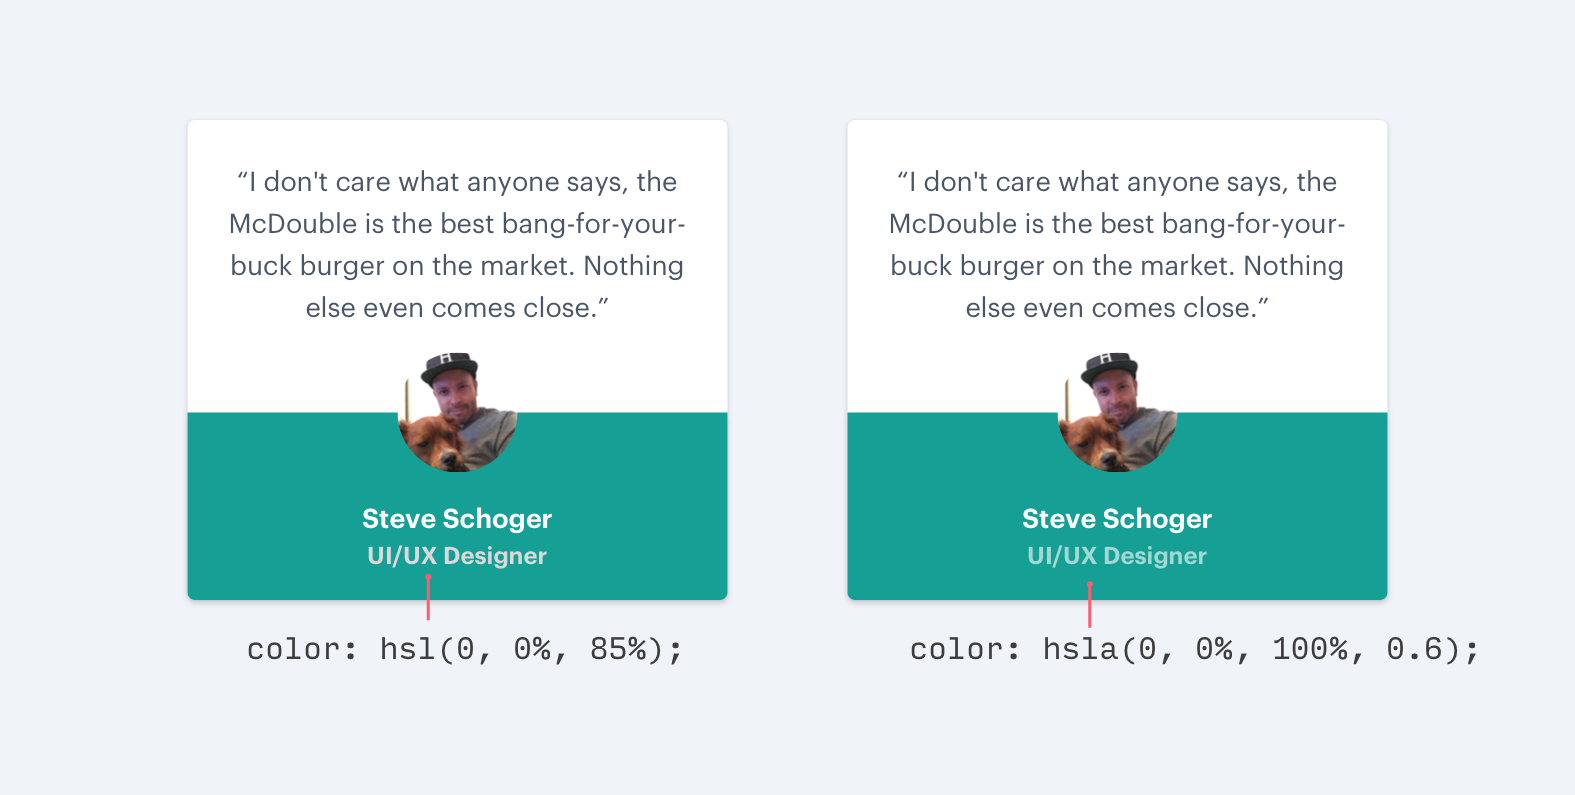 “I don't care what anyone says, the
McDouble is the best bang-for-your-
buck burger on the market. Nothing
else even comes close.”
H
Steve Schoger
UI/UX Designer
color: hsl(0, 0%, 85%);
“I don't care what anyone says, the
McDouble is the best bang-for-your-
buck burger on the market. Nothing
else even comes close.”
H
Steve Schoger
UI/UX Designer
color: hsla(0, 0%, 100%, 0.6);